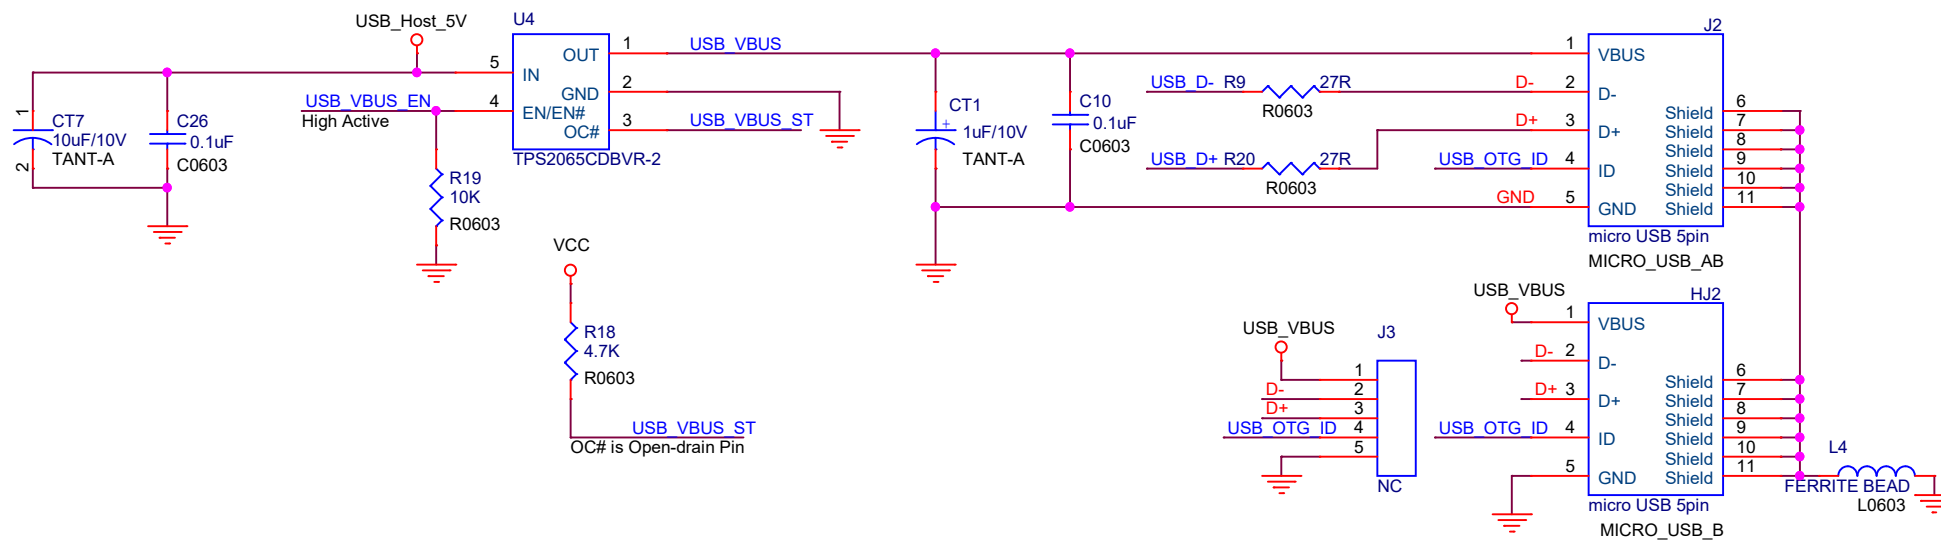 USB_Host_5V
U4
J2
OUT 1 USB_VBUS
1 VBUS
5 IN
USB_D- R9 27R
R0603
D- 2 D-
GND 2
USB_VBUS_EN 4 EN/EN#
High Active
OC# 3 USB_VBUS_ST
TPS2065CDBVR-2
1
CT7
10uF/10V
TANT-A
2
C26
0.1uF
C0603
CT1
+
1uF/10V
TANT-A
C10
0.1uF
C0603
D+ 3 D+
USB_D+ R20 27R
R0603
USB_OTG_ID 4 ID
GND 5 GND
Shield 6
Shield 7
Shield 8
Shield 9
Shield 10
Shield 11
micro USB 5pin
MICRO_USB_AB
R19
10K
R0603
VCC
R18
4.7K
R0603
USB_VBUS_ST
OC# is Open-drain Pin
USB_VBUS
J3
1
D- 2
D+ 3
USB_OTG_ID 4
5
NC
USB_VBUS
HJ2
1 VBUS
D- 2 D-
D+ 3 D+
USB_OTG_ID 4 ID
5 GND
Shield 6
Shield 7
Shield 8
Shield 9
Shield 10
Shield 11
micro USB 5pin
MICRO_USB_B
L4
FERRITE BEAD
L0603